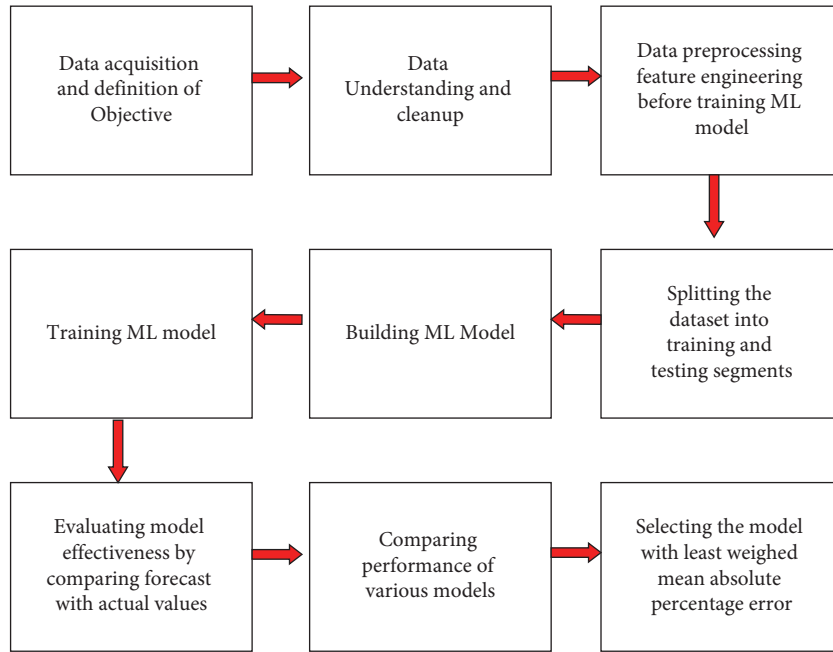 Data acquisition
and definition of
Objective
Data
Understanding and
cleanup
Data preprocessing
feature engineering
before training ML
model
Splitting the
dataset into
training and
testing segments
Building ML Model
Training ML model
Evaluating model
effectiveness by
comparing forecast
with actual values
Comparing
performance of
various models
Selecting the model
with least weighed
mean absolute
percentage error